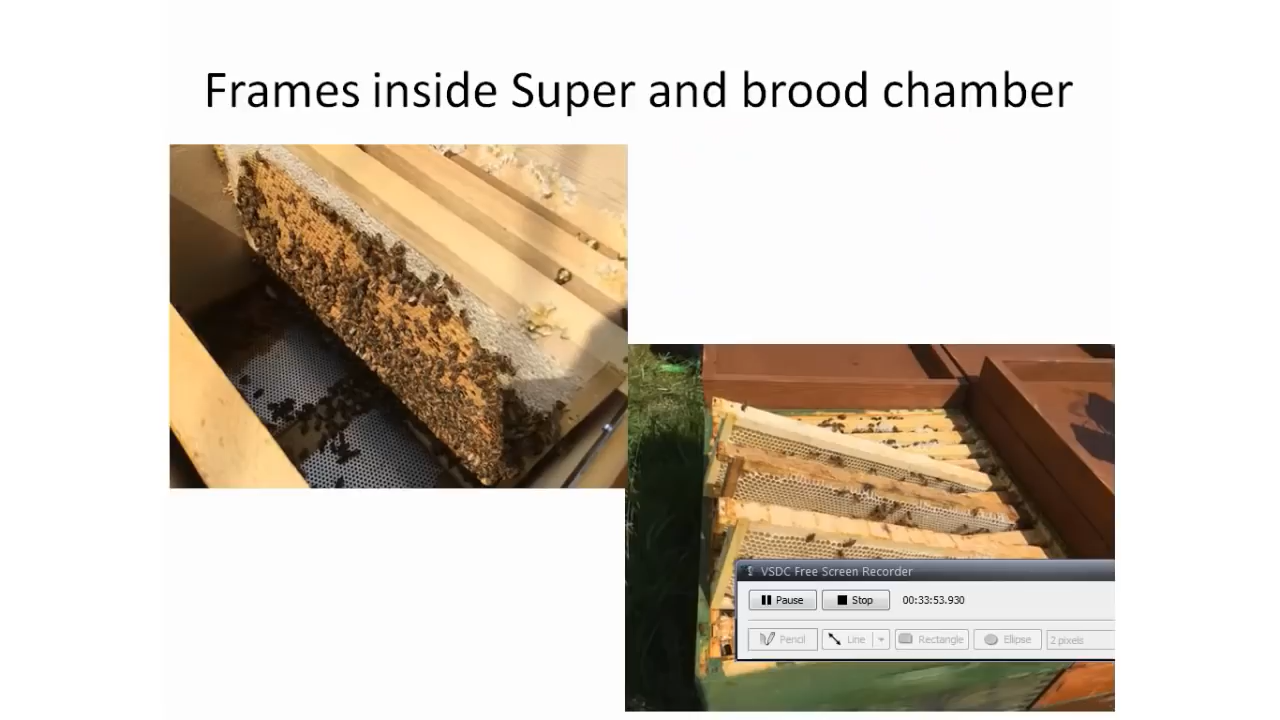 Frames inside Super and brood chamber
VSDC Free Screen Recorder
Pause Stop 00:33:53.930
Pencil Line Rectangle Ellipse 2 pixels